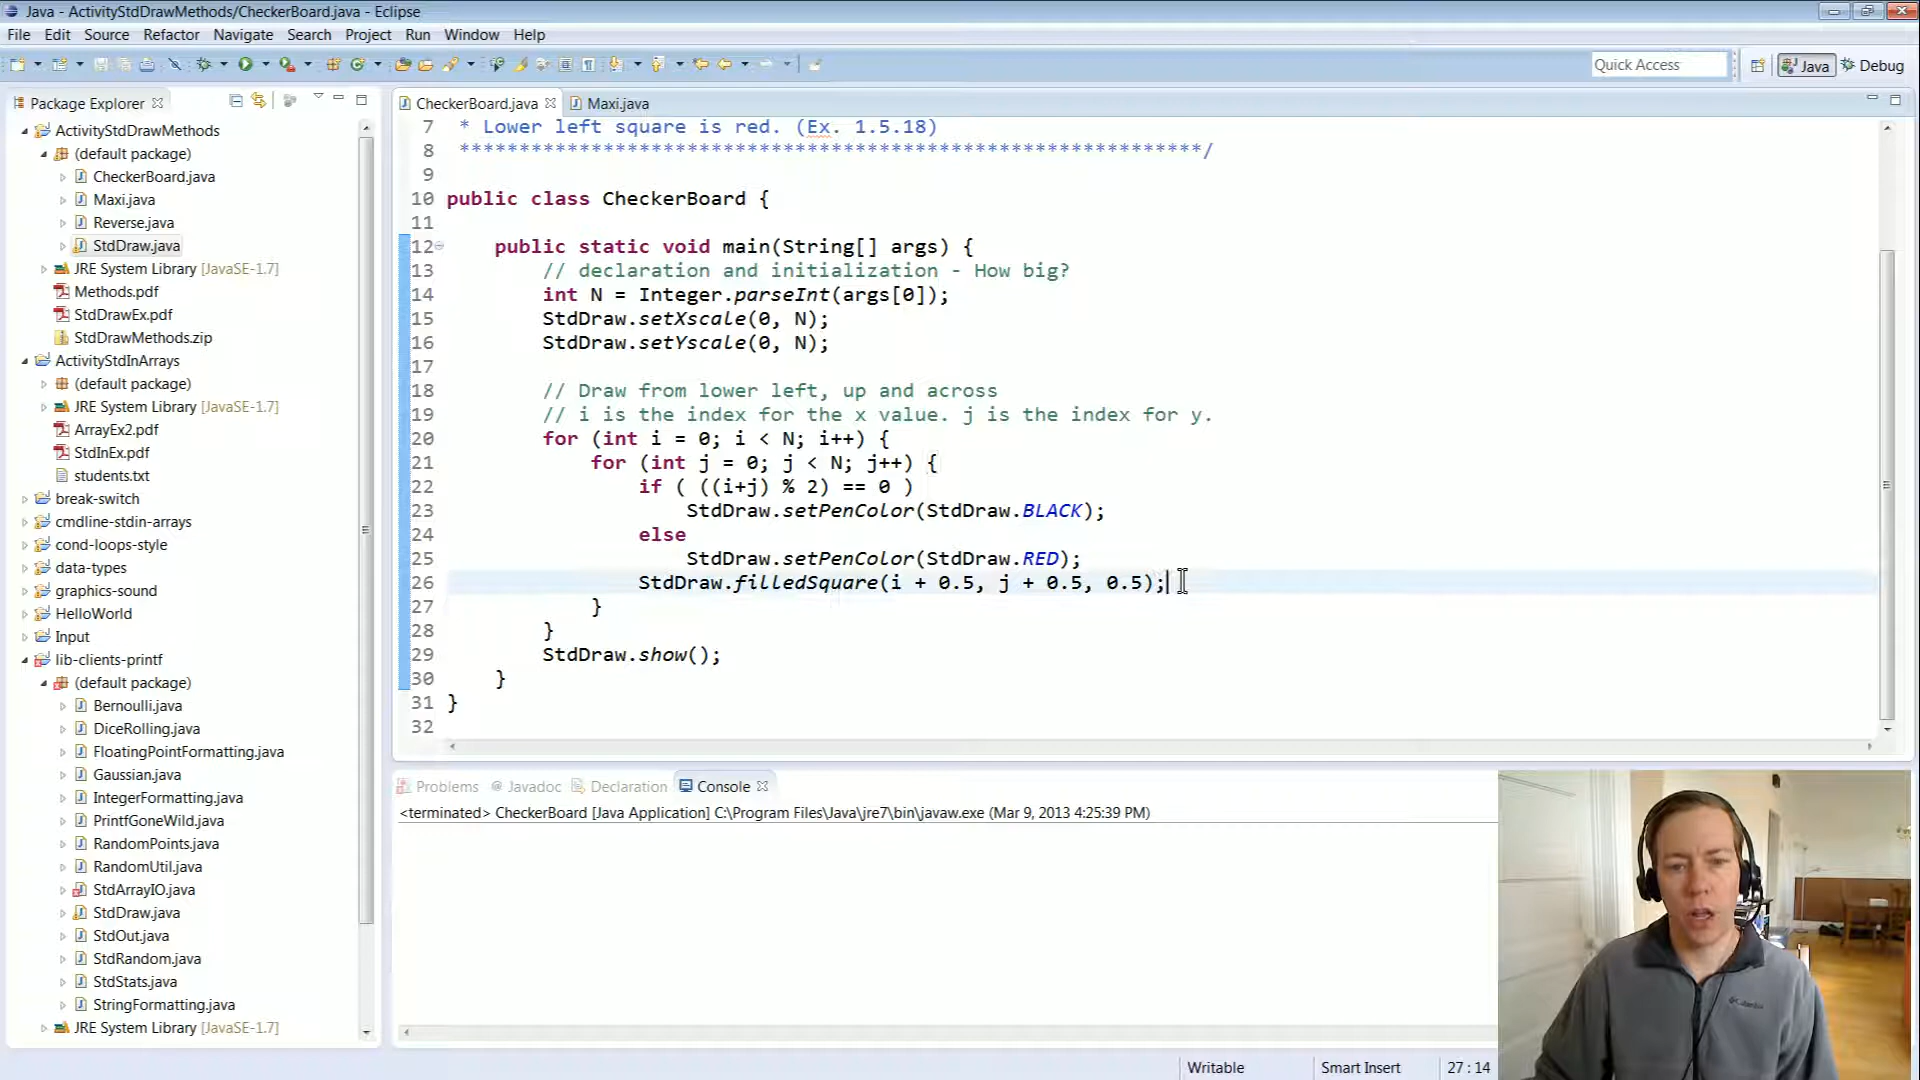 Java - ActivityStdDrawMethods/CheckerBoard.java - Eclipse
File Edit Source Refactor Navigate Search Project Run Window Help
Quick Access Java Debug
Package Explorer
ActivityStdDrawMethods
(default package)
CheckerBoard.java
Maxi.java
Reverse.java
StdDraw.java
JRE System Library [JavaSE-1.7]
Methods.pdf
StdDrawEx.pdf
StdDrawMethods.zip
ActivityStdInArrays
(default package)
JRE System Library [JavaSE-1.7]
ArrayEx2.pdf
StdInEx.pdf
students.txt
break-switch
cmdline-stdin-arrays
cond-loops-style
data-types
graphics-sound
HelloWorld
Input
lib-clients-printf
(default package)
Bernoulli.java
DiceRolling.java
FloatingPointFormatting.java
Gaussian.java
IntegerFormatting.java
PrintfGoneWild.java
RandomPoints.java
RandomUtil.java
StdArrayIO.java
StdDraw.java
StdOut.java
StdRandom.java
StdStats.java
StringFormatting.java
JRE System Library [JavaSE-1.7]
CheckerBoard.java Maxi.java
7 * Lower left square is red. (Ex. 1.5.18)
8 **************************************************************/
9
10 public class CheckerBoard {
11
12 public static void main(String[] args) {
13 // declaration and initialization - How big?
14 int N = Integer.parseInt(args[0]);
15 StdDraw.setXscale(0, N);
16 StdDraw.setYscale(0, N);
17
18 // Draw from lower left, up and across
19 // i is the index for the x value. j is the index for y.
20 for (int i = 0; i < N; i++) {
21 for (int j = 0; j < N; j++) {
22 if ( ((i+j) % 2) == 0 )
23 StdDraw.setPenColor(StdDraw.BLACK);
24 else
25 StdDraw.setPenColor(StdDraw.RED);
26 StdDraw.filledSquare(i + 0.5, j + 0.5, 0.5);
27 }
28 }
29 StdDraw.show();
30 }
31 }
32
Problems @ Javadoc Declaration Console
<terminated> CheckerBoard [Java Application] C:\Program Files\Java\jre7\bin\javaw.exe (Mar 9, 2013 4:25:39 PM)
Columbia
Writable Smart Insert 27 : 14